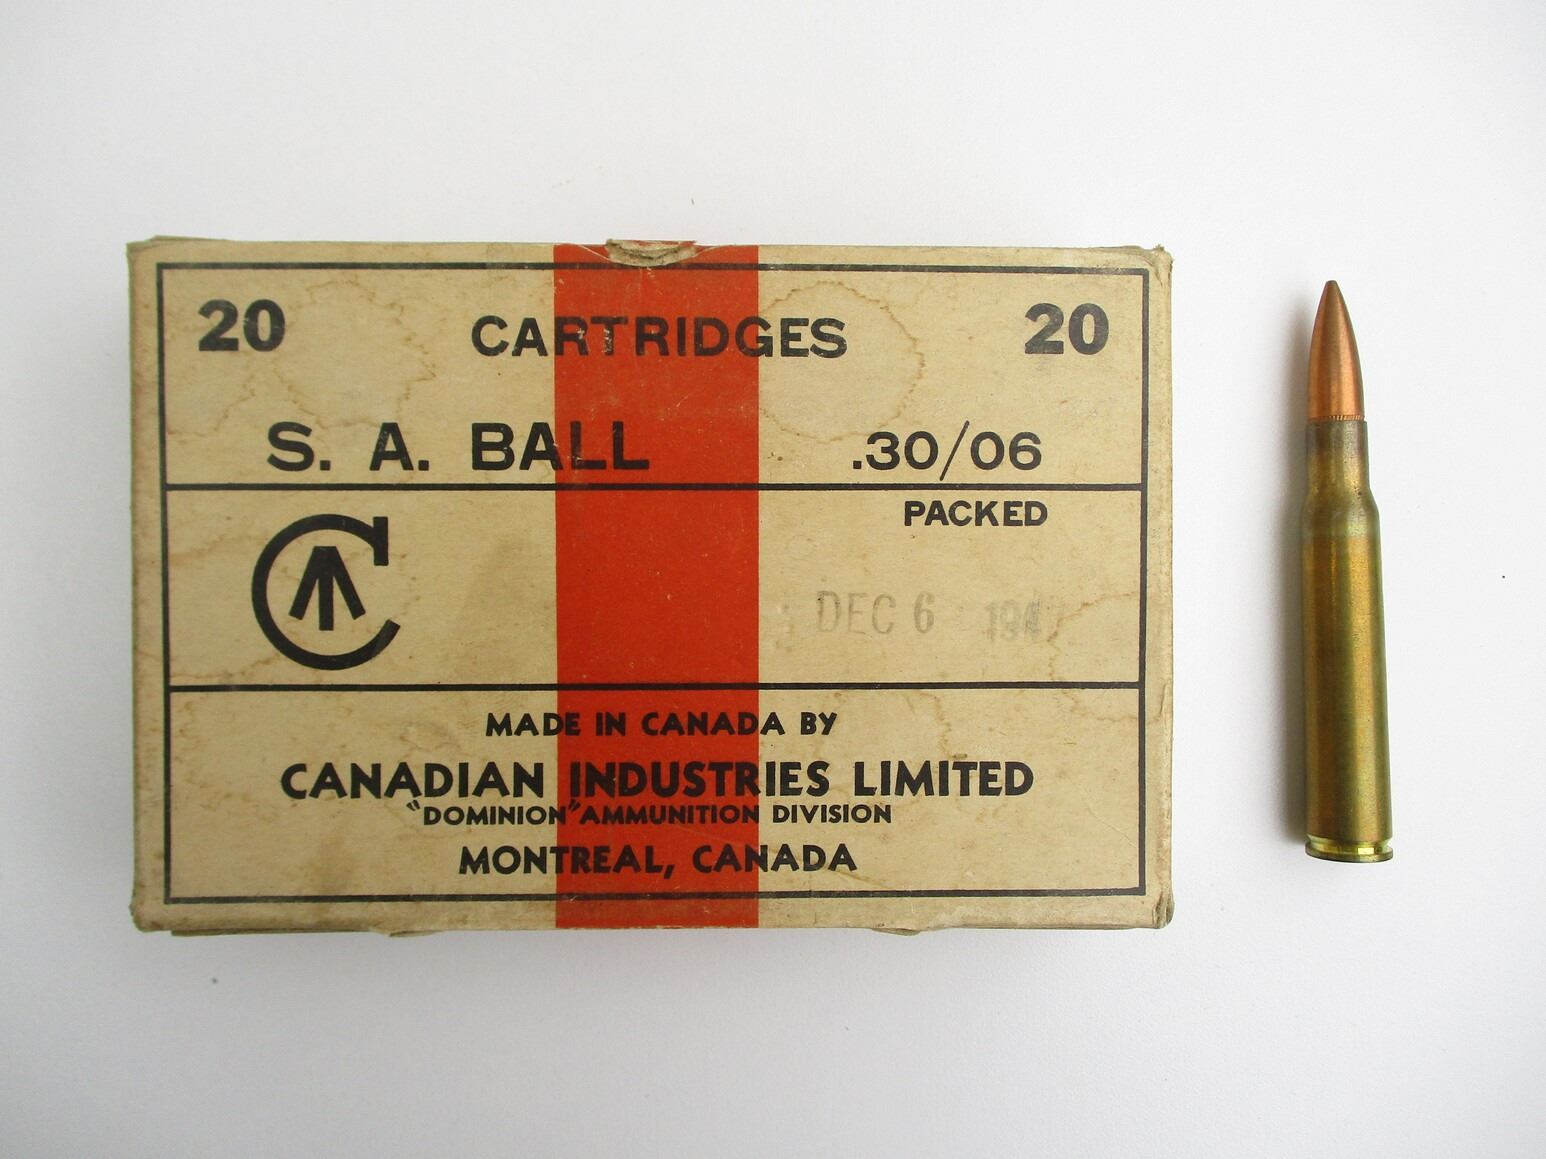 20 CARTRIDGES 20
S. A. BALL .30/06
PACKED
DEC 6
MADE IN CANADA BY
CANADIAN INDUSTRIES LIMITED
"DOMINION" AMMUNITION DIVISION
MONTREAL, CANADA